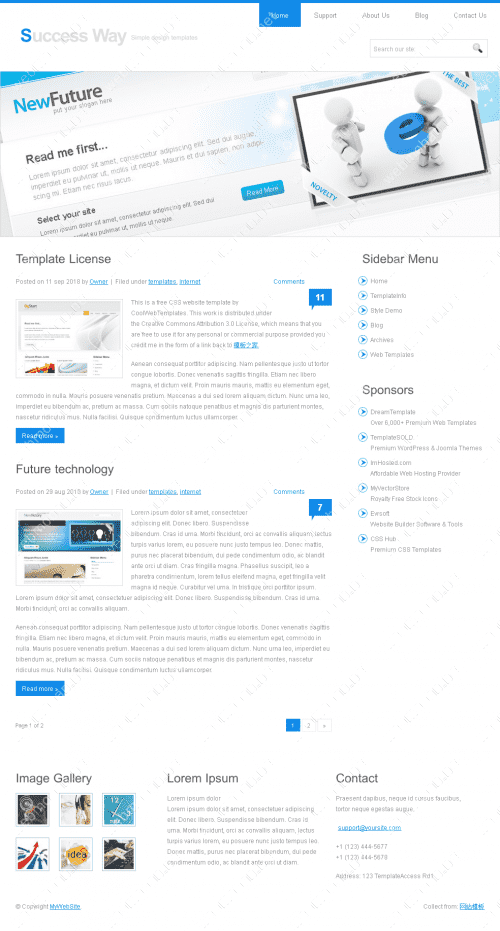 Home Support About Us Blog Contact Us
Success Way Simple design templates
Search our site
NewFuture
put your slogan here
THE BEST
Read me first...
Lorem ipsum dolor sit amet, consectetur adipiscing elit. Sed dui augue,
imperdiet eu pulvinar ut, mollis ut neque. Mauris et dui sapien, non adipi-
scing mi. Etiam nec risus lacus.
Read More
NOVELTY
Select your site
Lorem ipsum dolor sit amet, consectetur adipiscing elit. Sed dui
Template License
Posted on 11 sep 2018 by Owner | Filed under templates, internet Comments
11
This is a free CSS website template by
CoolWebTemplates. This work is distributed under
the Creative Commons Attribution 3.0 License, which means that you
are free to use it for any personal or commercial purpose provided you
credit me in the form of a link back to 模板之家.
Aenean consequat porttitor adipiscing. Nam pellentesque justo ut tortor
congue lobortis. Donec venenatis sagittis fringilla. Etiam nec libero
magna, et dictum velit. Proin mauris mauris, mattis eu elementum eget,
commodo in nulla. Mauris posuere venenatis pretium. Maecenas a dui sed lorem aliquam dictum. Nunc urna leo,
imperdiet eu bibendum ac, pretium ac massa. Cum sociis natoque penatibus et magnis dis parturient montes,
nascetur ridiculus mus. Nulla facilisi. Quisque condimentum luctus ullamcorper.
Read more »
Future technology
Posted on 29 aug 2018 by Owner | Filed under templates, internet Comments
7
Lorem ipsum dolor sit amet,
adipiscing elit. Donec libero. Suspendisse
bibendum. Cras id urna. Morbi tincidunt, orci ac convallis aliquam,
lectus turpis varius lorem, eu posuere nunc justo tempus leo. Donec mattis,
purus nec placerat bibendum, dui pede condimentum odio, ac blandit
ante orci ut diam. Cras fringilla magna. Phasellus suscipit, leo a
pharetra condimentum, lorem tellus eleifend magna, eget fringilla velit
magna id neque. Curabitur vel urna. In tristique orci porttitor ipsum.
Lorem ipsum dolor sit amet, consectetuer adipiscing elit. Donec libero. Suspendisse bibendum. Cras id urna.
Morbi tincidunt, orci ac convallis aliquam.
Aenean consequat porttitor adipiscing. Nam pellentesque justo ut tortor congue lobortis. Donec venenatis sagittis
fringilla. Etiam nec libero magna, et dictum velit. Proin mauris mauris, mattis eu elementum eget, commodo in
nulla. Mauris posuere venenatis pretium. Maecenas a dui sed lorem aliquam dictum. Nunc urna leo, imperdiet eu
bibendum ac, pretium ac massa. Cum sociis natoque penatibus et magnis dis parturient montes, nascetur
ridiculus mus. Nulla facilisi. Quisque condimentum luctus ullamcorper.
Read more »
Page 1 of 2 1 2 »
Sidebar Menu
Home
TemplateInfo
Style Demo
Blog
Archives
Web Templates
Sponsors
DreamTemplate
Over 6,000+ Premium Web Templates
TemplateSOLD
Premium WordPress & Joomla Themes
ImHosted.com
Affordable Web Hosting Provider
MyVectorStore
Royalty Free Stock Icons
Evrsoft
Website Builder Software & Tools
CSS Hub
Premium CSS Templates
Image Gallery
idea
Lorem Ipsum
Lorem ipsum dolor
Lorem ipsum dolor sit amet, consectetuer adipiscing
elit. Donec libero. Suspendisse bibendum. Cras id
urna. Morbi tincidunt, orci ac convallis aliquam, lectus
turpis varius lorem, eu posuere nunc justo tempus leo.
Donec mattis, purus nec placerat bibendum, dui pede
condimentum odio, ac blandit ante orci ut diam.
Contact
Praesent dapibus, neque id cursus faucibus,
tortor neque egestas augue.
support@yoursite.com
+1 (123) 444-5677
+1 (123) 444-5678
Address: 123 TemplateAccess Rd1
© Copyright MyWebSite. Collect from: 网站模板